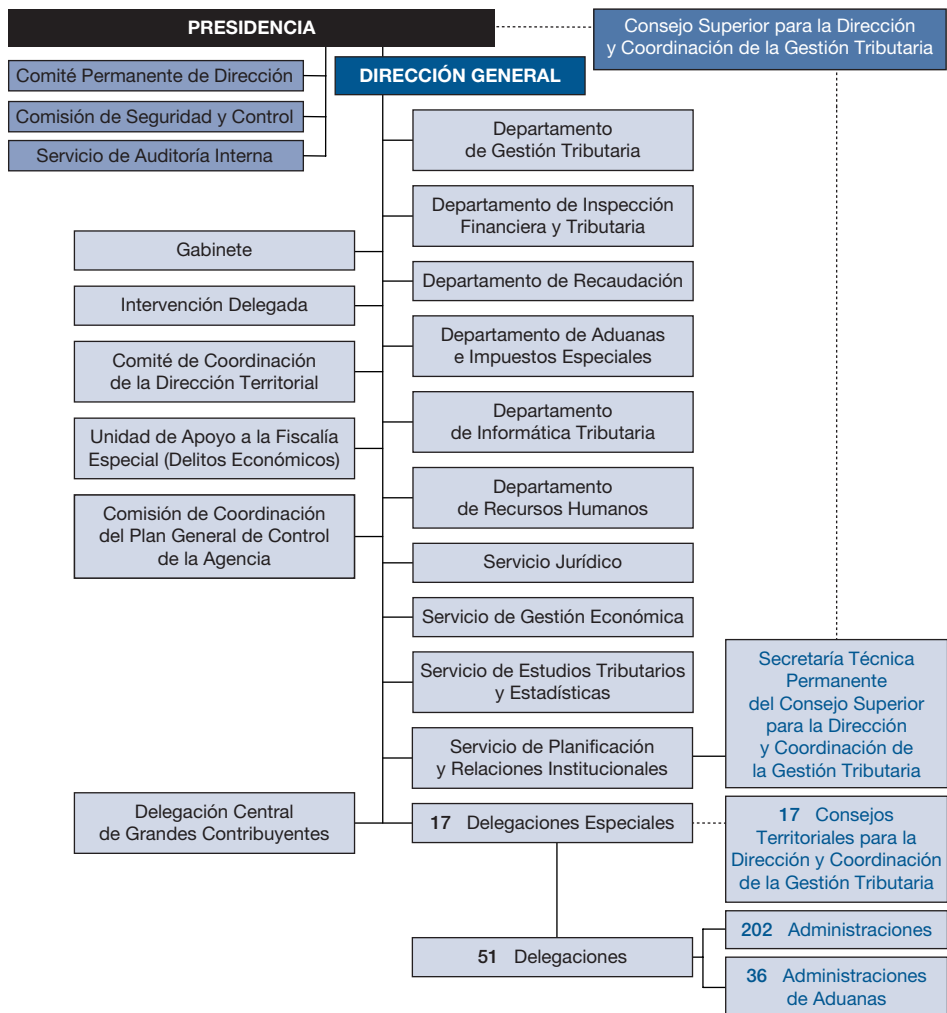 PRESIDENCIA
Consejo Superior para la Dirección
y Coordinación de la Gestión Tributaria
Comité Permanente de Dirección
DIRECCIÓN GENERAL
Comisión de Seguridad y Control
Servicio de Auditoría Interna
Departamento
de Gestión Tributaria
Departamento de Inspección
Financiera y Tributaria
Gabinete
Departamento de Recaudación
Intervención Delegada
Departamento de Aduanas
e Impuestos Especiales
Comité de Coordinación
de la Dirección Territorial
Departamento
de Informática Tributaria
Unidad de Apoyo a la Fiscalía
Especial (Delitos Económicos)
Departamento
de Recursos Humanos
Comisión de Coordinación
del Plan General de Control
de la Agencia
Servicio Jurídico
Servicio de Gestión Económica
Servicio de Estudios Tributarios
y Estadísticas
Secretaría Técnica
Permanente
del Consejo Superior
para la Dirección
y Coordinación de
la Gestión Tributaria
Servicio de Planificación
y Relaciones Institucionales
Delegación Central
de Grandes Contribuyentes
17 Delegaciones Especiales
17 Consejos
Territoriales para la
Dirección y Coordinación
de la Gestión Tributaria
51 Delegaciones
202 Administraciones
36 Administraciones
de Aduanas